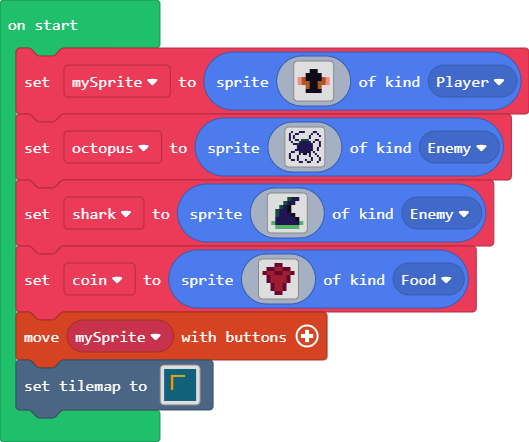 on start
set mySprite to sprite of kind Player
set octopus to sprite of kind Enemy
set shark to sprite of kind Enemy
set coin to sprite of kind Food
move mySprite with buttons
set tilemap to